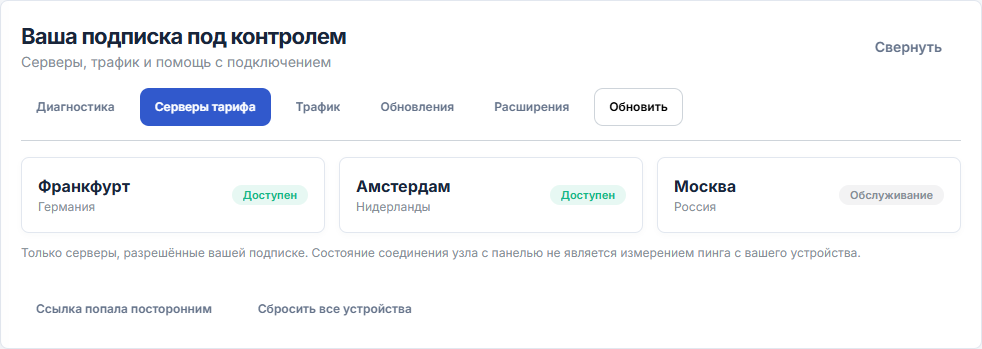 Ваша подписка под контролем
Серверы, трафик и помощь с подключением
Свернуть
Диагностика
Серверы тарифа
Трафик
Обновления
Расширения
Обновить
Франкфурт
Германия
Доступен
Амстердам
Нидерланды
Доступен
Москва
Россия
Обслуживание
Только серверы, разрешённые вашей подписке. Состояние соединения узла с панелью не является измерением пинга с вашего устройства.
Ссылка попала посторонним
Сбросить все устройства